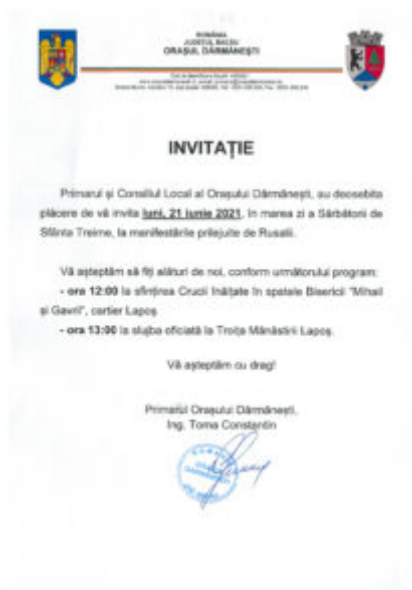 ROMÂNIA
JUDEȚUL BACĂU
ORAȘUL DĂRMĂNEȘTI
INVITAȚIE
Primarul și Consiliul Local al Orașului Dărmănești, au deosebita
plăcere de vă invita luni, 21 iunie 2021, în marea zi a Sărbătorii de
Sfânta Treime, la manifestările prilejuite de Rusalii.
Vă așteptăm să fiți alături de noi, conform următorului program:
- ora 12:00 la sfințirea Crucii înălțate în spatele Bisericii "Mihail
și Gavril", cartier Lapoș
- ora 13:00 la slujba oficiată la Troița Mănăstirii Lapoș.
Vă așteptăm cu drag!
Primarul Orașului Dărmănești,
Ing. Toma Constantin